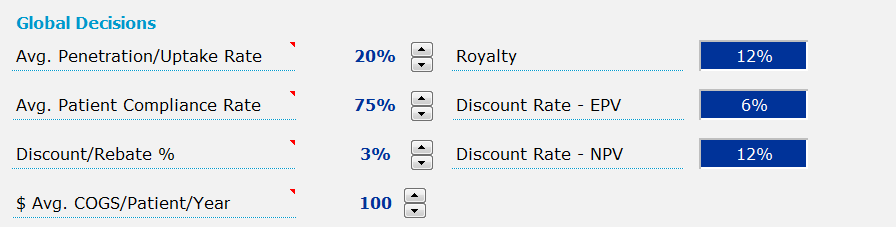 Global Decisions
Avg. Penetration/Uptake Rate 20% Royalty 12%
Avg. Patient Compliance Rate 75% Discount Rate - EPV 6%
Discount/Rebate % 3% Discount Rate - NPV 12%
$ Avg. COGS/Patient/Year 100